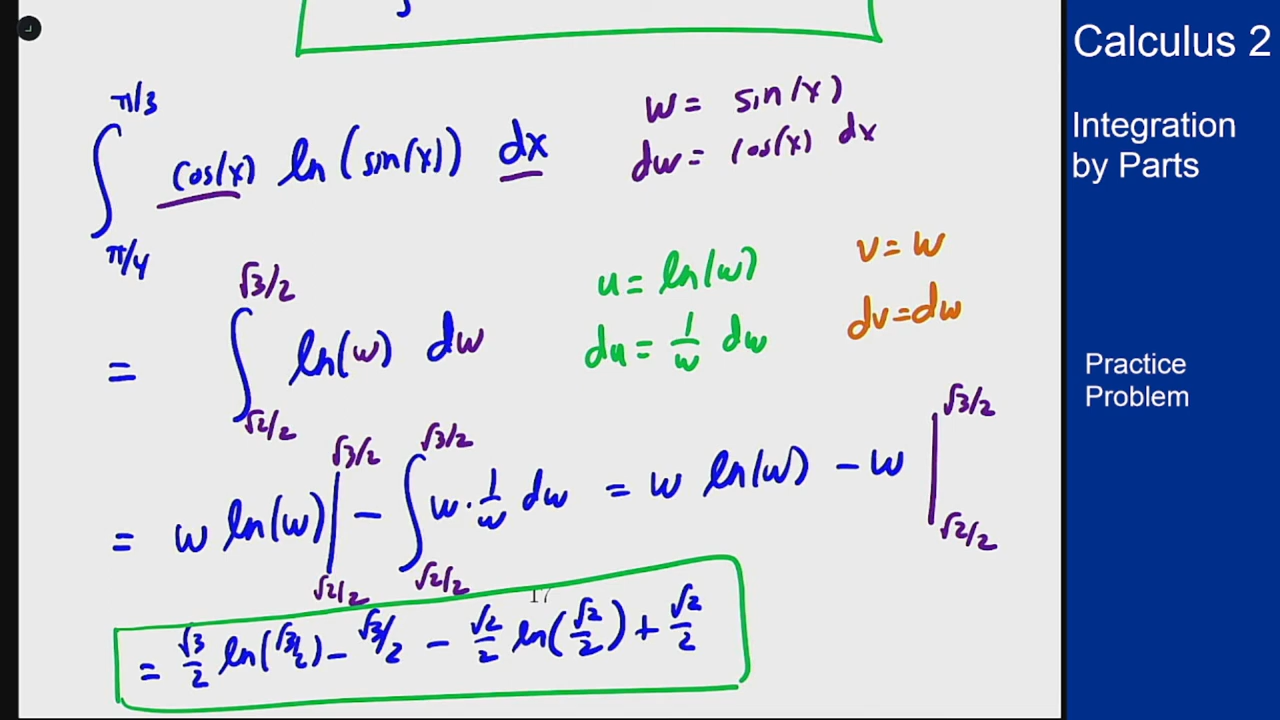 ∫_{π/4}^{π/3} cos(x) ln(sin(x)) dx
w = sin(x)
dw = cos(x) dx
= ∫_{√2/2}^{√3/2} ln(w) dw
u = ln(w)
du = 1/w dw
v = w
dv = dw
= w ln(w) |_{√2/2}^{√3/2} − ∫_{√2/2}^{√3/2} w · 1/w dw = w ln(w) − w |_{√2/2}^{√3/2}
17
= √3/2 ln(√3/2) − √3/2 − √2/2 ln(√2/2) + √2/2
Calculus 2
Integration
by Parts
Practice
Problem